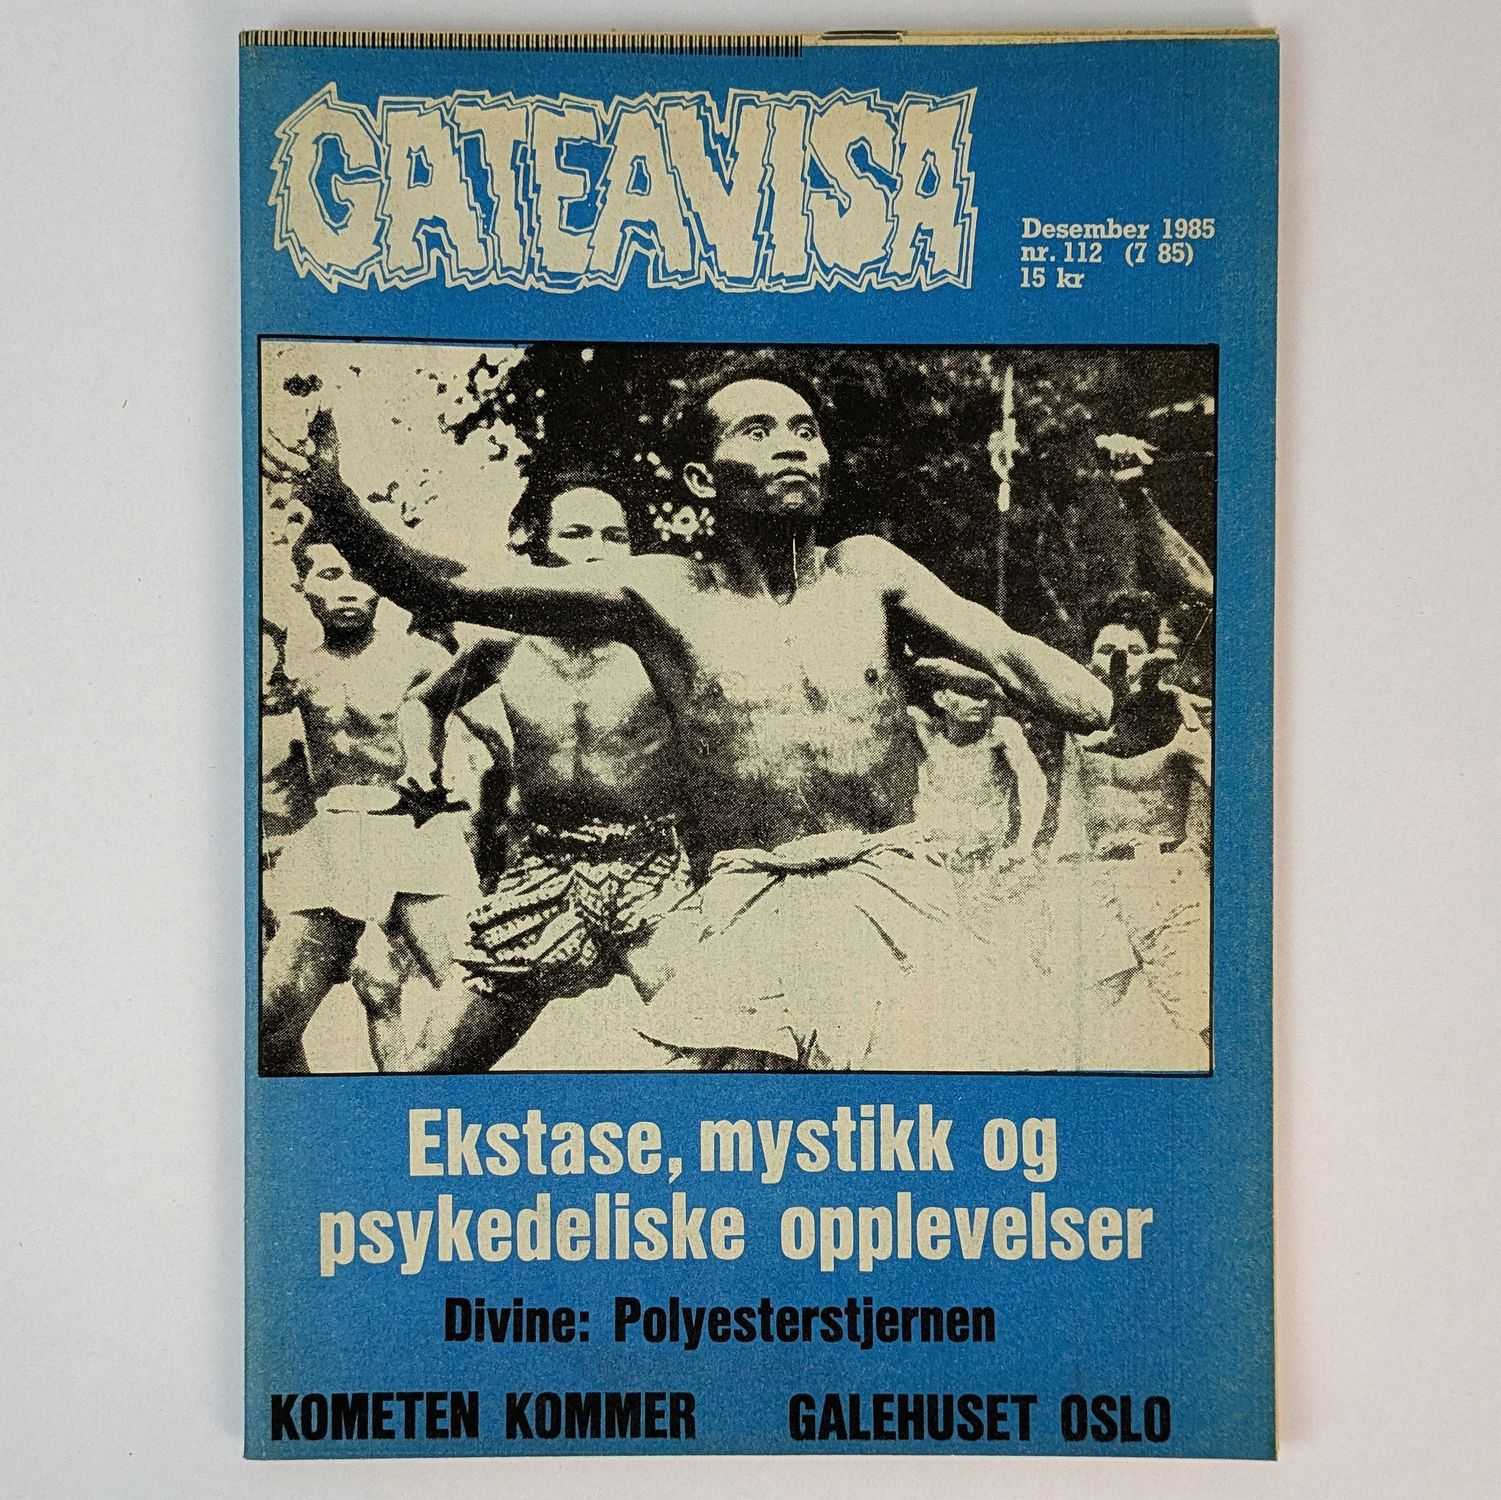 GATEAVISA
Desember 1985
nr. 112 (7 85)
15 kr
Ekstase, mystikk og
psykedeliske opplevelser
Divine: Polyesterstjernen
KOMETEN KOMMER GALEHUSET OSLO